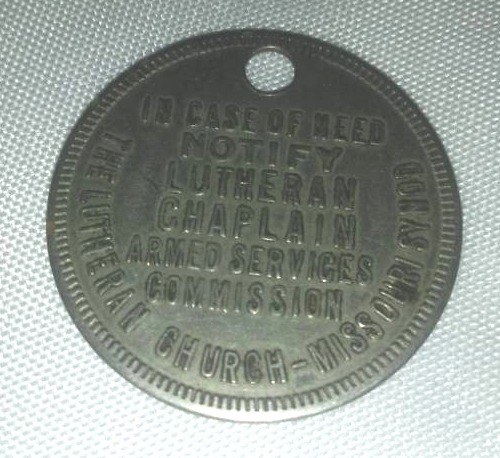 IN CASE OF NEED
NOTIFY
LUTHERAN
CHAPLAIN
ARMED SERVICES
COMMISSION
THE LUTHERAN CHURCH-MISSOURI SYNOD